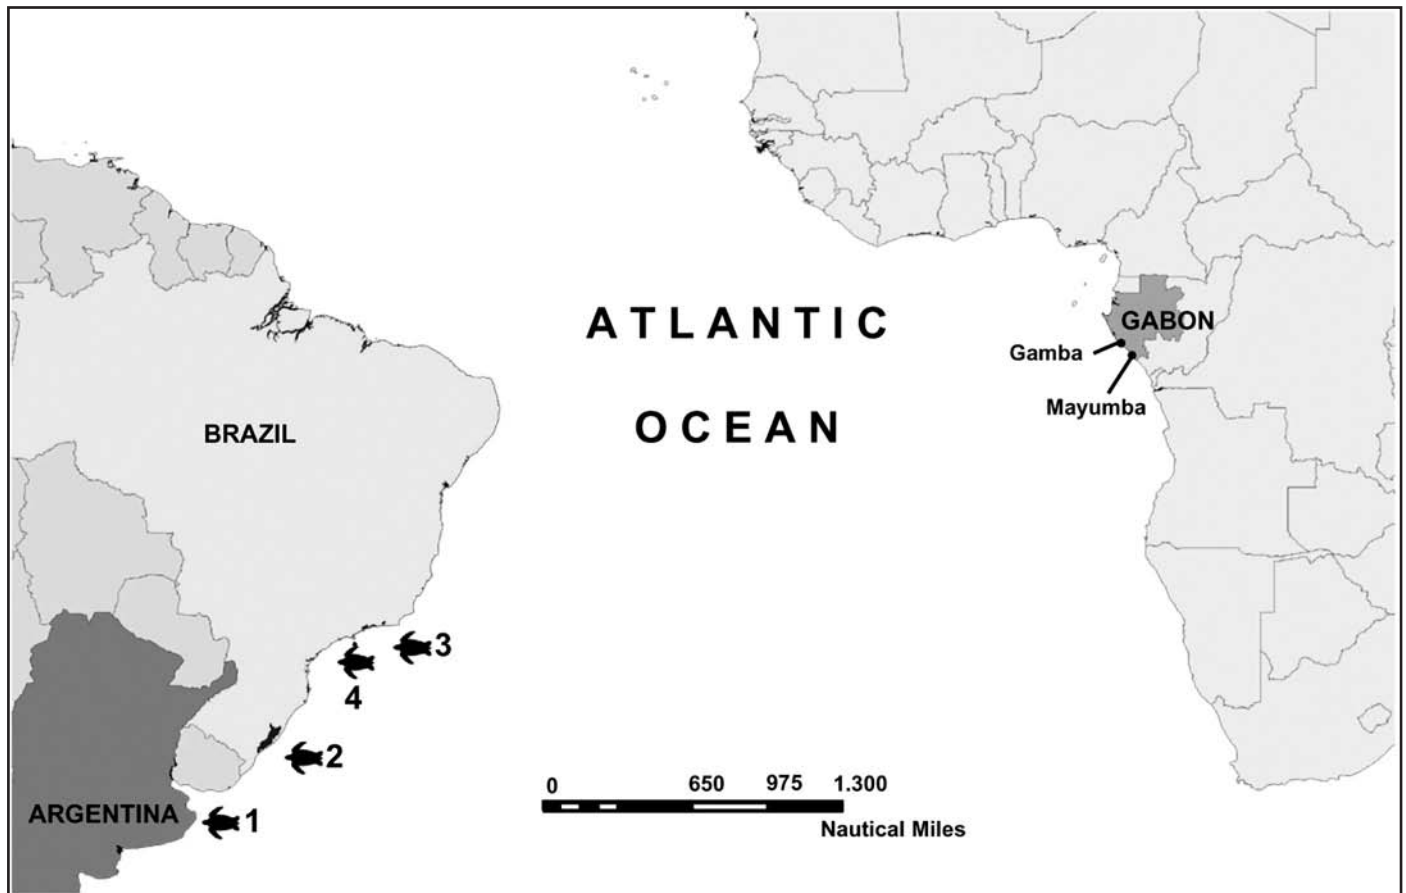 ATLANTIC
OCEAN
GABON
Gamba
Mayumba
BRAZIL
3
4
2
ARGENTINA
1
0 650 975 1.300
Nautical Miles